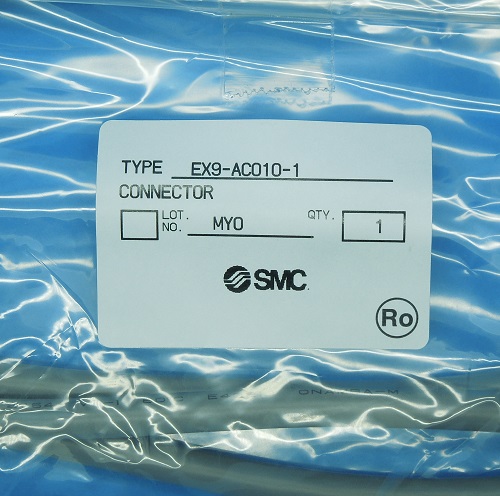 TYPE EX9-AC010-1
CONNECTOR
LOT. NO. MYO QTY. 1
SMC
Ro